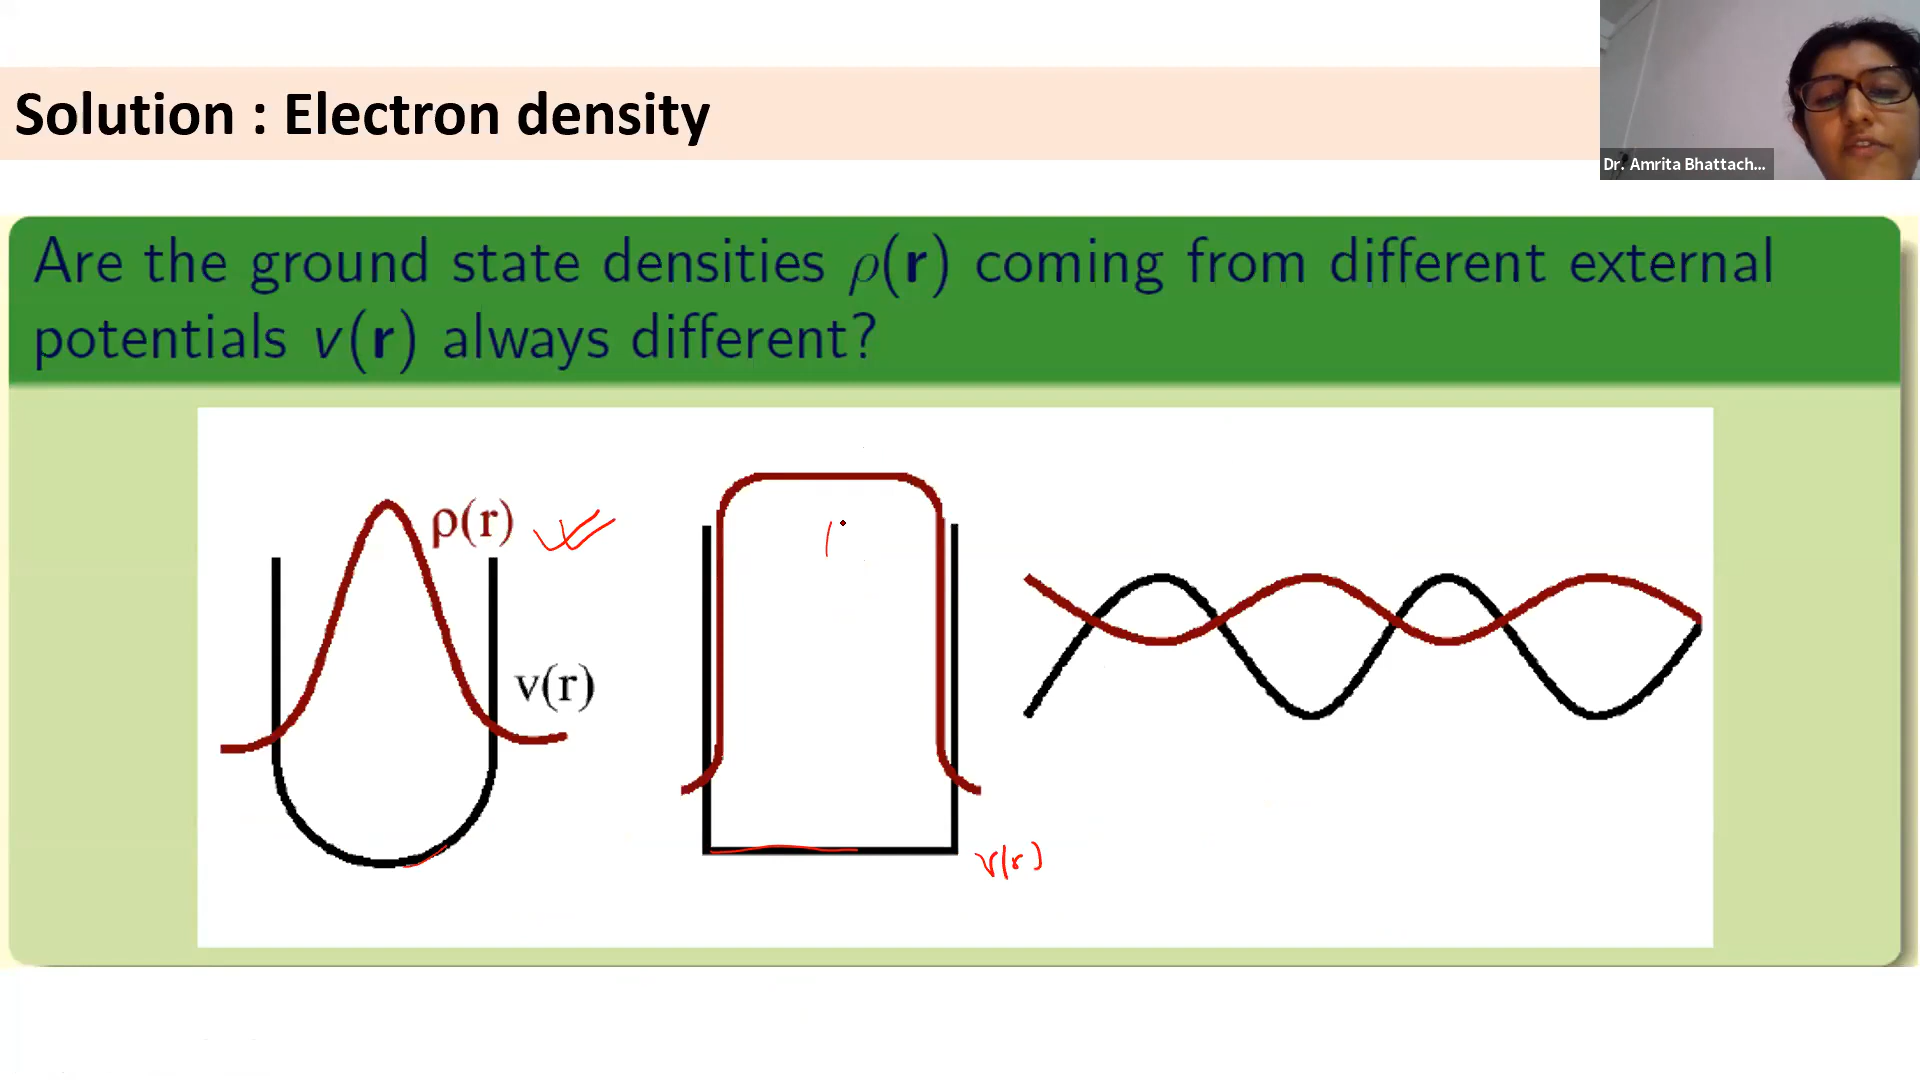 Solution : Electron density
Dr. Amrita Bhattach...
Are the ground state densities ρ(r) coming from different external
potentials v(r) always different?
ρ(r)
v(r)
v(r)